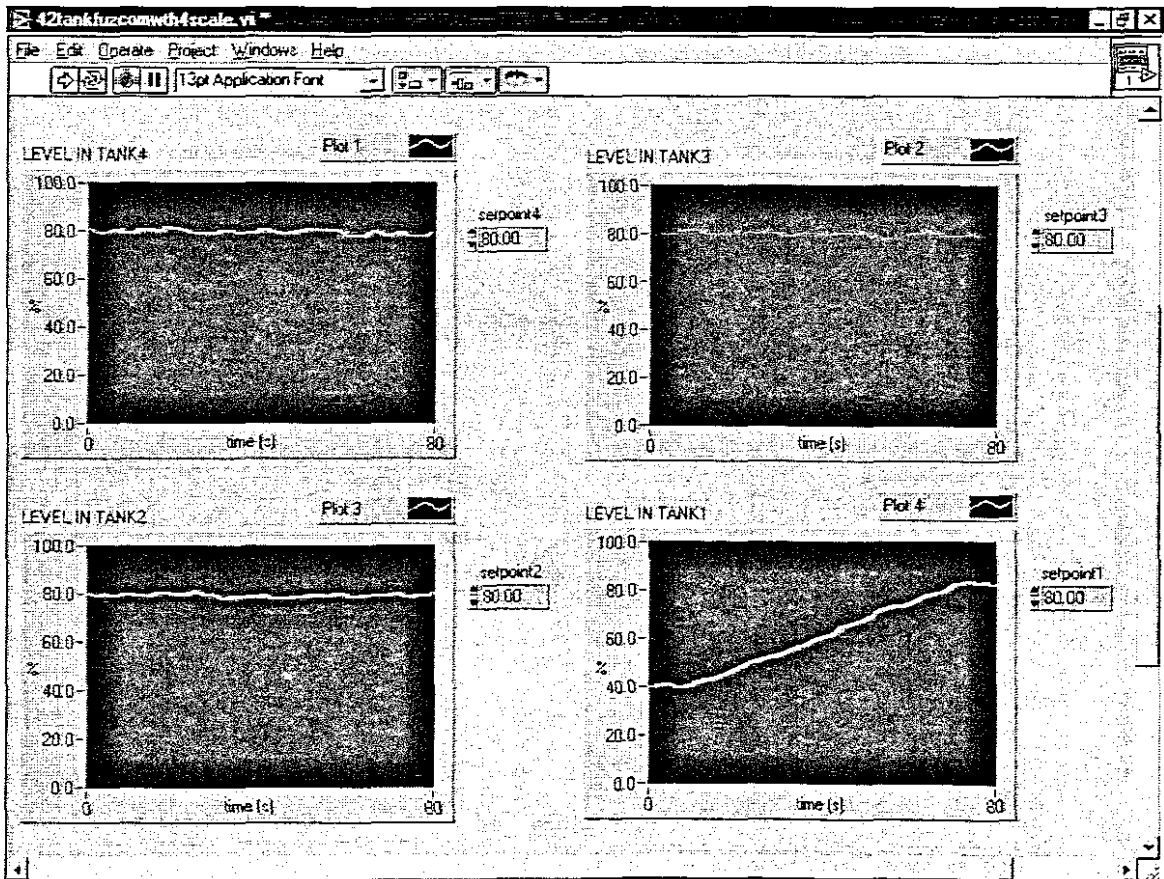 42tankfuzcomwth4scale.vi *
File Edit Operate Project Windows Help
13pt Application Font
1
LEVEL IN TANK4
Plot 1
100.0
80.0
60.0
40.0
20.0
0.0
%
0
time (s)
80
setpoint4
80.00
LEVEL IN TANK3
Plot 2
100.0
80.0
60.0
40.0
20.0
0.0
%
0
time (s)
80
setpoint3
80.00
LEVEL IN TANK2
Plot 3
100.0
80.0
60.0
40.0
20.0
0.0
%
0
time (s)
80
setpoint2
80.00
LEVEL IN TANK1
Plot 4
100.0
80.0
60.0
40.0
20.0
0.0
%
0
time (s)
80
setpoint1
80.00